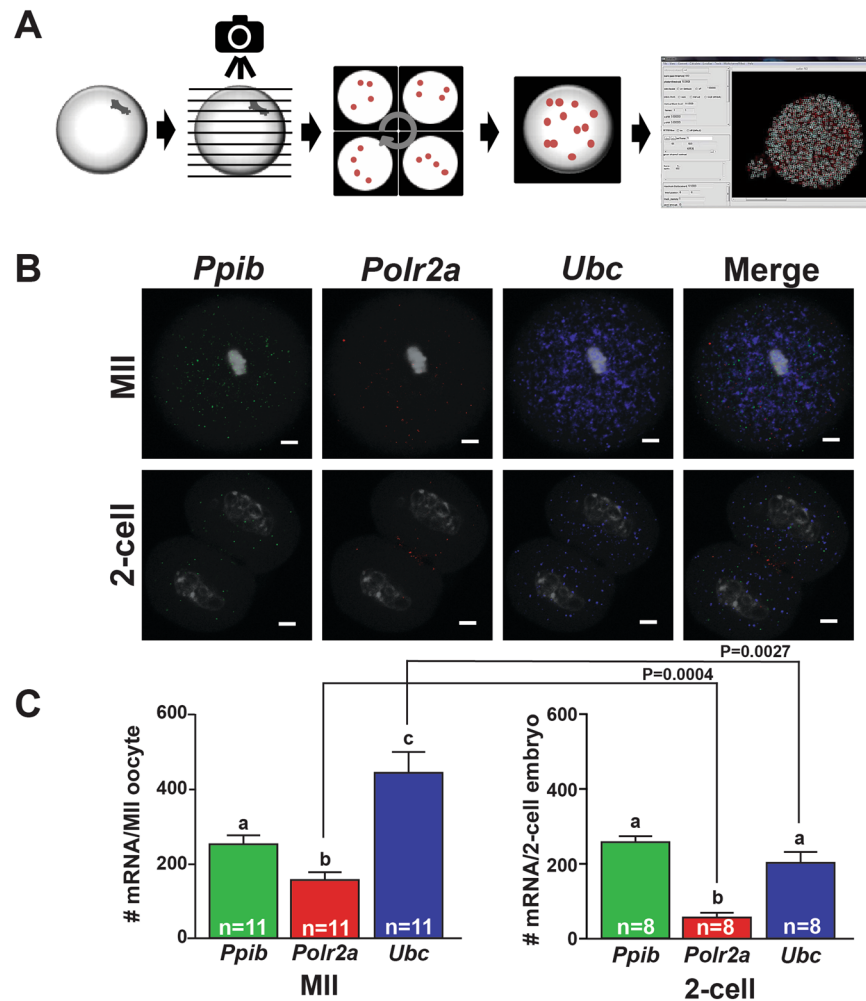 A
B
Ppib Polr2a Ubc Merge
MII
2-cell
P=0.0027
P=0.0004
C
# mRNA/MII oocyte
600
400
200
0
a
b
c
n=11 n=11 n=11
Ppib Polr2a Ubc
MII
# mRNA/2-cell embryo
600
400
200
0
a
b
a
n=8 n=8 n=8
Ppib Polr2a Ubc
2-cell